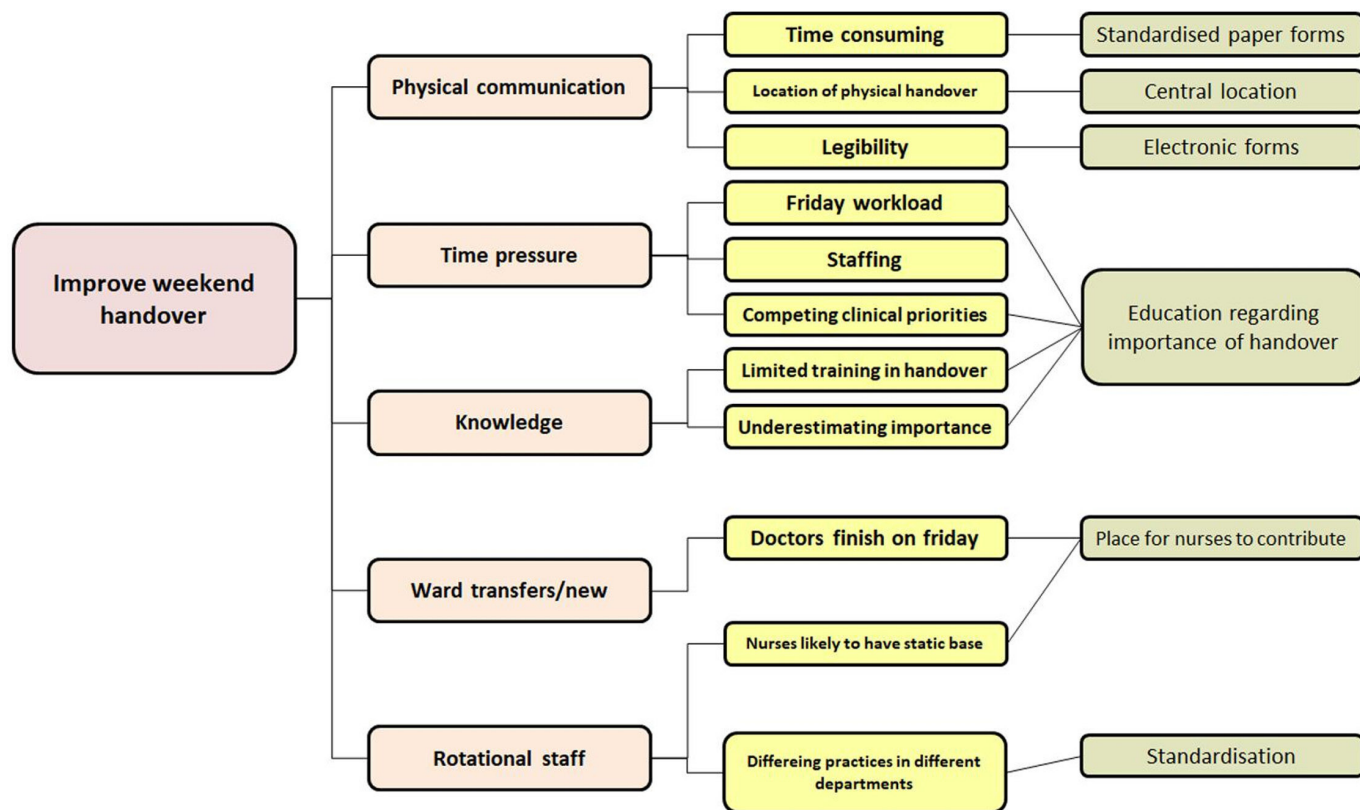 Improve weekend
handover
Physical communication
Time pressure
Knowledge
Ward transfers/new
Rotational staff
Time consuming
Location of physical handover
Legibility
Friday workload
Staffing
Competing clinical priorities
Limited training in handover
Underestimating importance
Doctors finish on friday
Nurses likely to have static base
Differeing practices in different
departments
Standardised paper forms
Central location
Electronic forms
Education regarding
importance of handover
Place for nurses to contribute
Standardisation